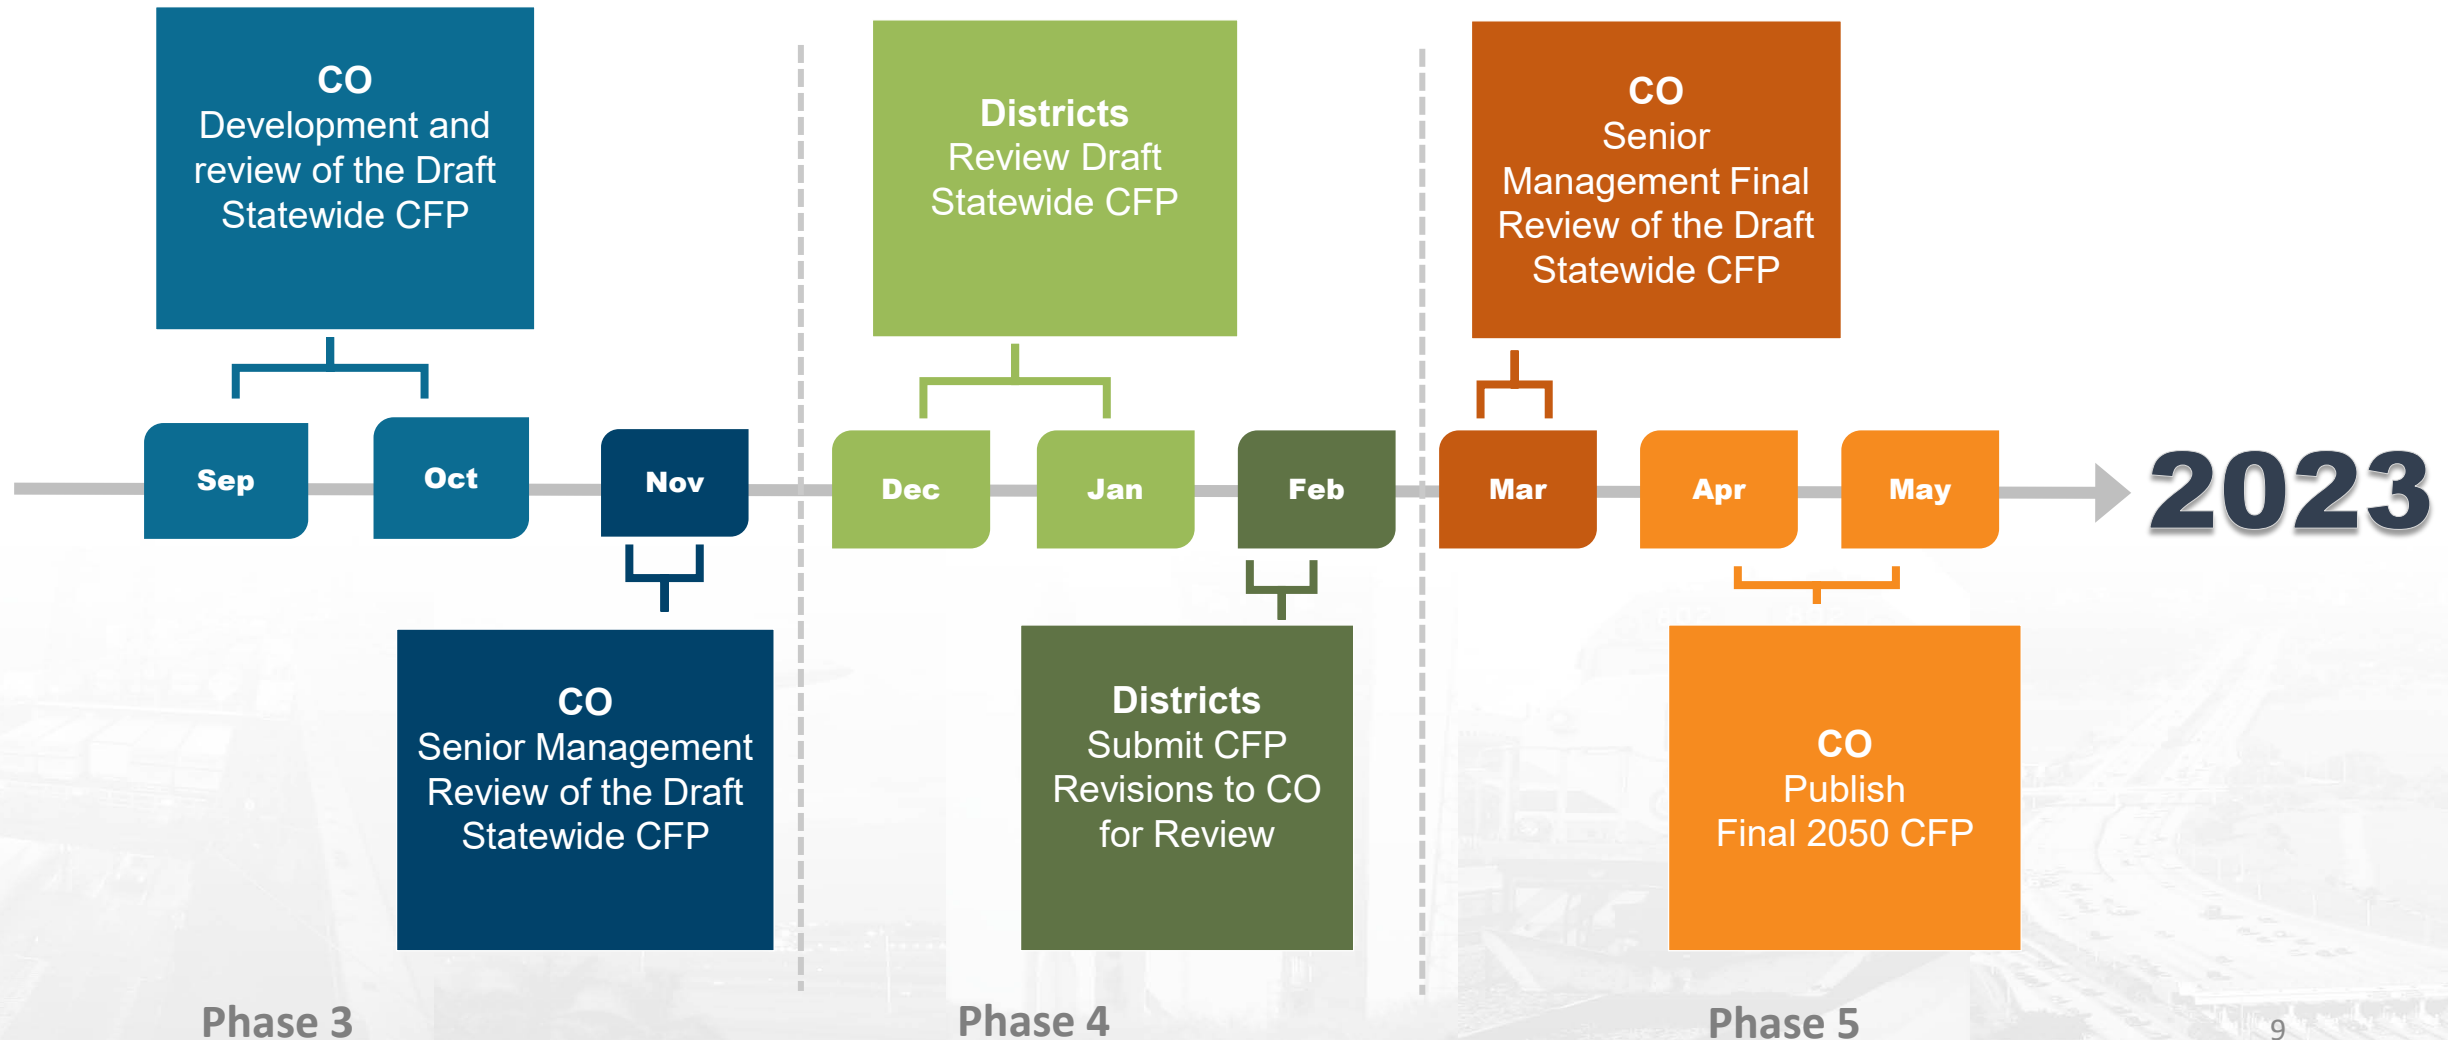 CO
Development and
review of the Draft
Statewide CFP
Districts
Review Draft
Statewide CFP
CO
Senior
Management Final
Review of the Draft
Statewide CFP
Sep
Oct
Nov
Dec
Jan
Feb
Mar
Apr
May
2023
CO
Senior Management
Review of the Draft
Statewide CFP
Districts
Submit CFP
Revisions to CO
for Review
CO
Publish
Final 2050 CFP
Phase 3
Phase 4
Phase 5
9